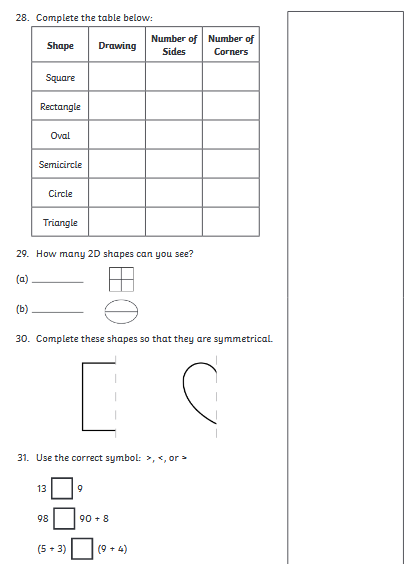 28. Complete the table below:
Shape Drawing Number of Sides Number of Corners
Square
Rectangle
Oval
Semicircle
Circle
Triangle
29. How many 2D shapes can you see?
(a)
(b)
30. Complete these shapes so that they are symmetrical.
31. Use the correct symbol: >, <, or =
13 9
98 90 + 8
(5 + 3) (9 + 4)